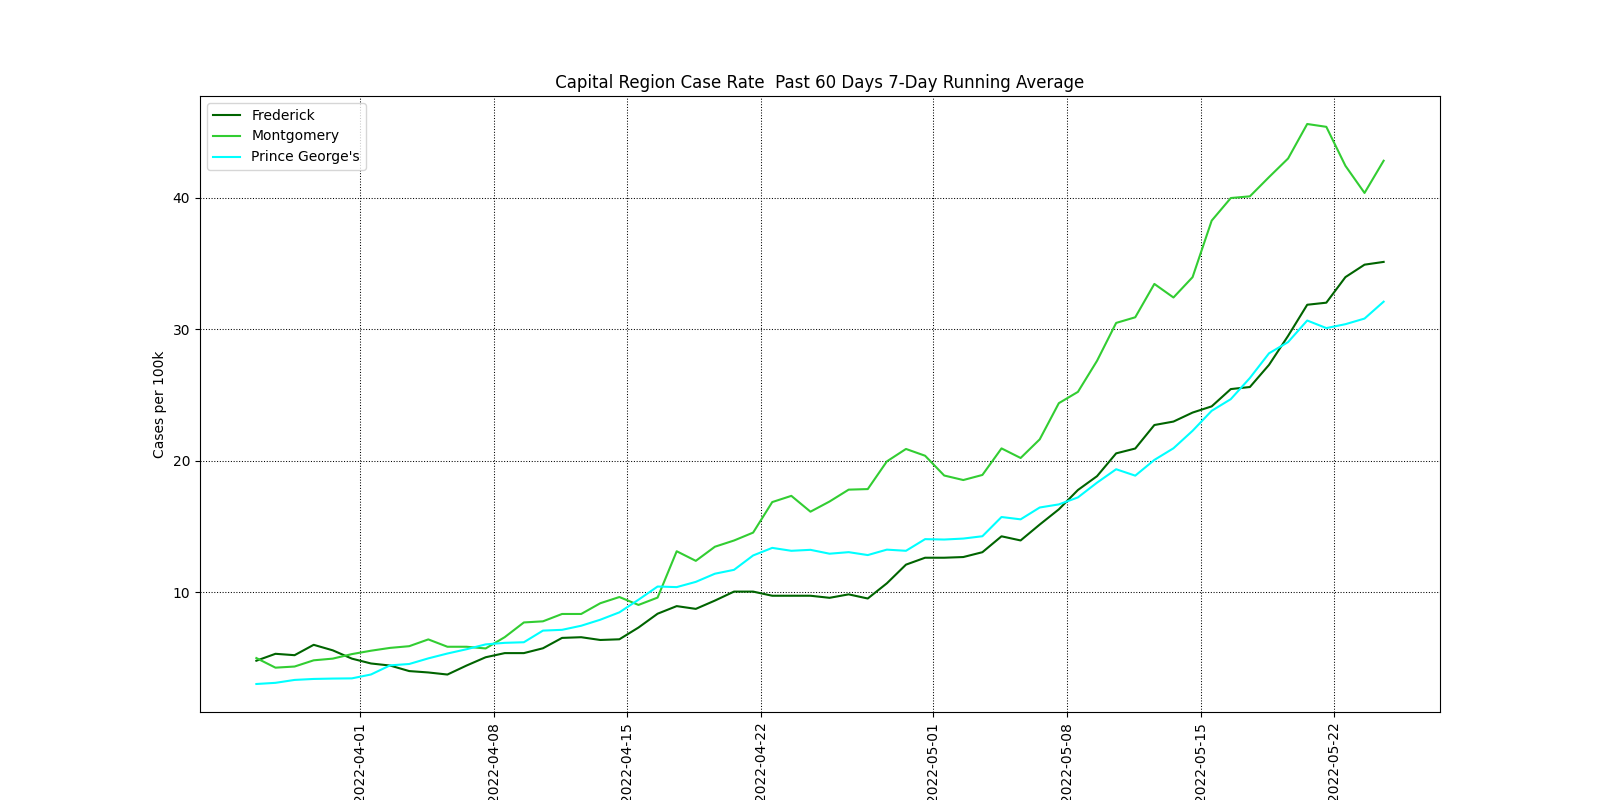 Capital Region Case Rate  Past 60 Days 7-Day Running Average
Frederick
Montgomery
Prince George's
40
30
20
10
Cases per 100k
2022-04-01
2022-04-08
2022-04-15
2022-04-22
2022-05-01
2022-05-08
2022-05-15
2022-05-22